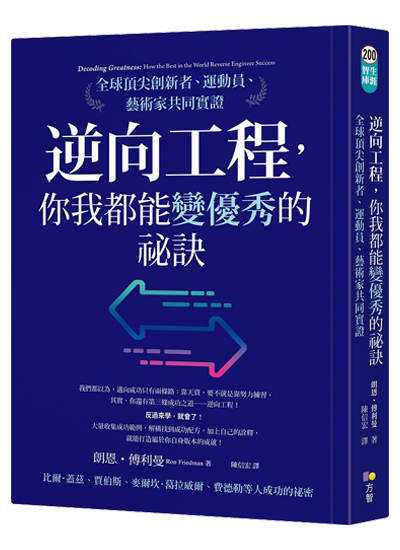 Decoding Greatness: How the Best in the World Reverse Engineer Success
全球頂尖創新者、運動員、
藝術家共同實證
逆向工程,
你我都能變優秀的
祕訣
我們都以為,邁向成功只有兩條路:靠天賦,要不就是靠努力練習。
其實,你還有第三條成功之道——逆向工程!
反過來學,就會了!
大量收集成功範例,解構找到成功配方,加上自己的詮釋,
就能打造屬於你自身版本的成就!
朗恩・傅利曼 Ron Friedman 著 陳信宏 譯
比爾・蓋茲、賈伯斯、麥爾坎・葛拉威爾、費德勒等人成功的祕密
200
生涯
智庫
逆向工程,你我都能變優秀的祕訣
全球頂尖創新者、運動員、藝術家共同實證
朗恩・傅利曼 著
陳信宏 譯
方智